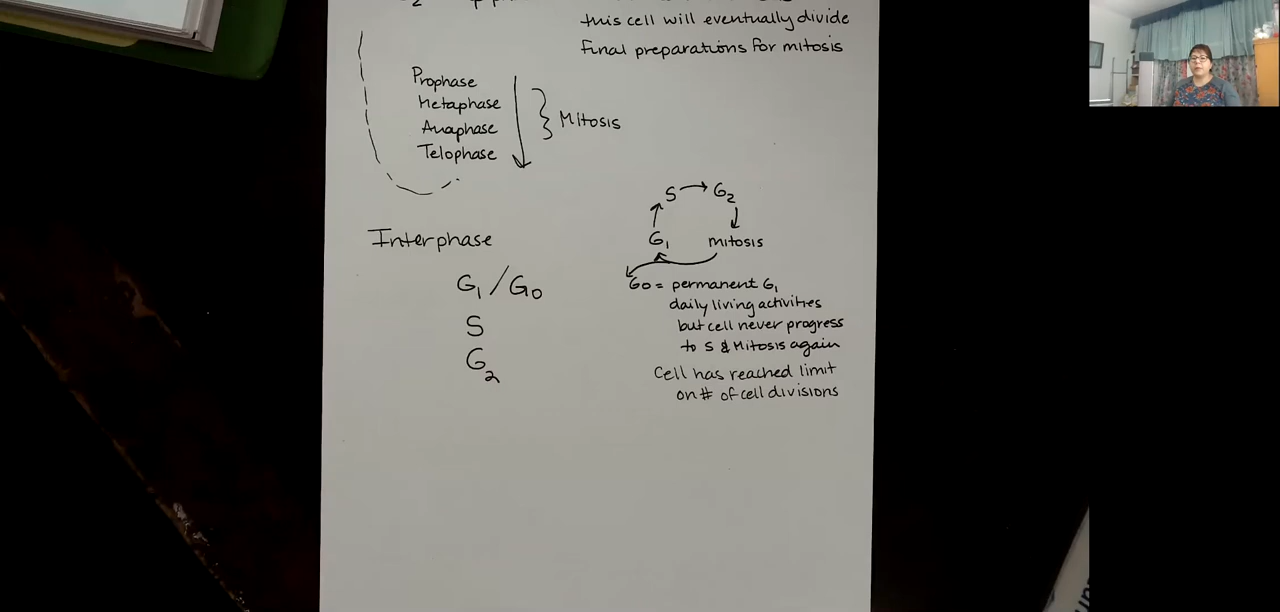 this cell will eventually divide
final preparations for mitosis
Prophase
Metaphase
Anaphase
Telophase
Mitosis
S → G2
G1 mitosis
Interphase
G1 / G0
S
G2
G0 = permanent G1
daily living activities
but cell never progress
to S & Mitosis again
Cell has reached limit
on # of cell divisions